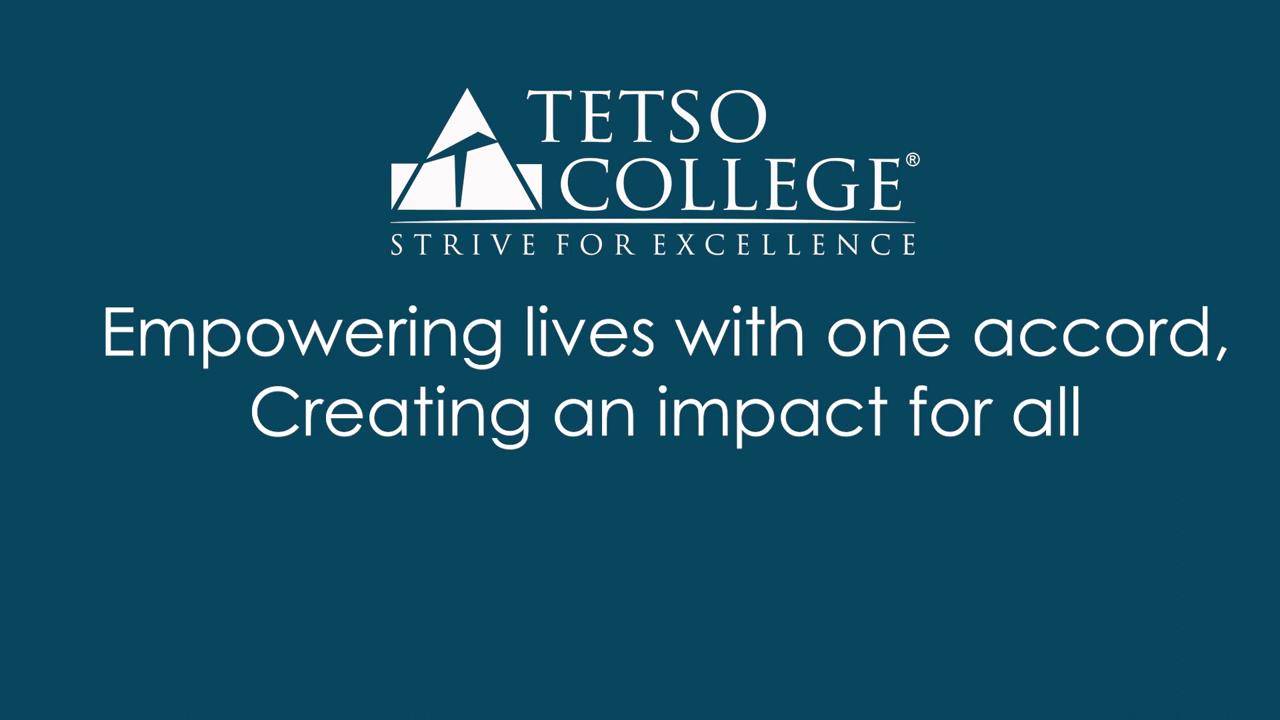 TETSO
COLLEGE®
STRIVE FOR EXCELLENCE
Empowering lives with one accord,
Creating an impact for all